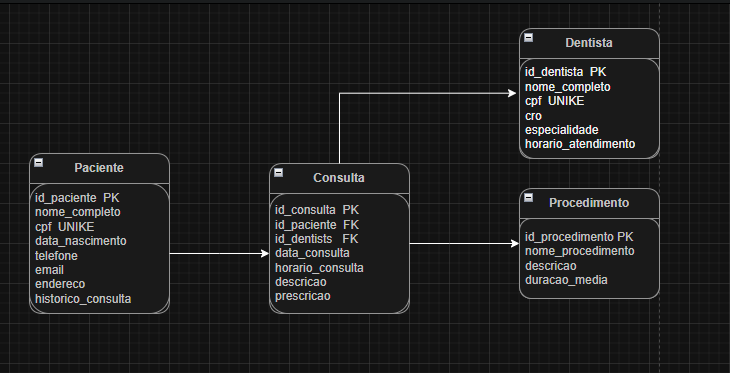 Paciente
id_paciente PK
nome_completo
cpf UNIKE
data_nascimento
telefone
email
endereco
historico_consulta
Consulta
id_consulta PK
id_paciente FK
id_dentists FK
data_consulta
horario_consulta
descricao
prescricao
Dentista
id_dentista PK
nome_completo
cpf UNIKE
cro
especialidade
horario_atendimento
Procedimento
id_procedimento PK
nome_procedimento
descricao
duracao_media